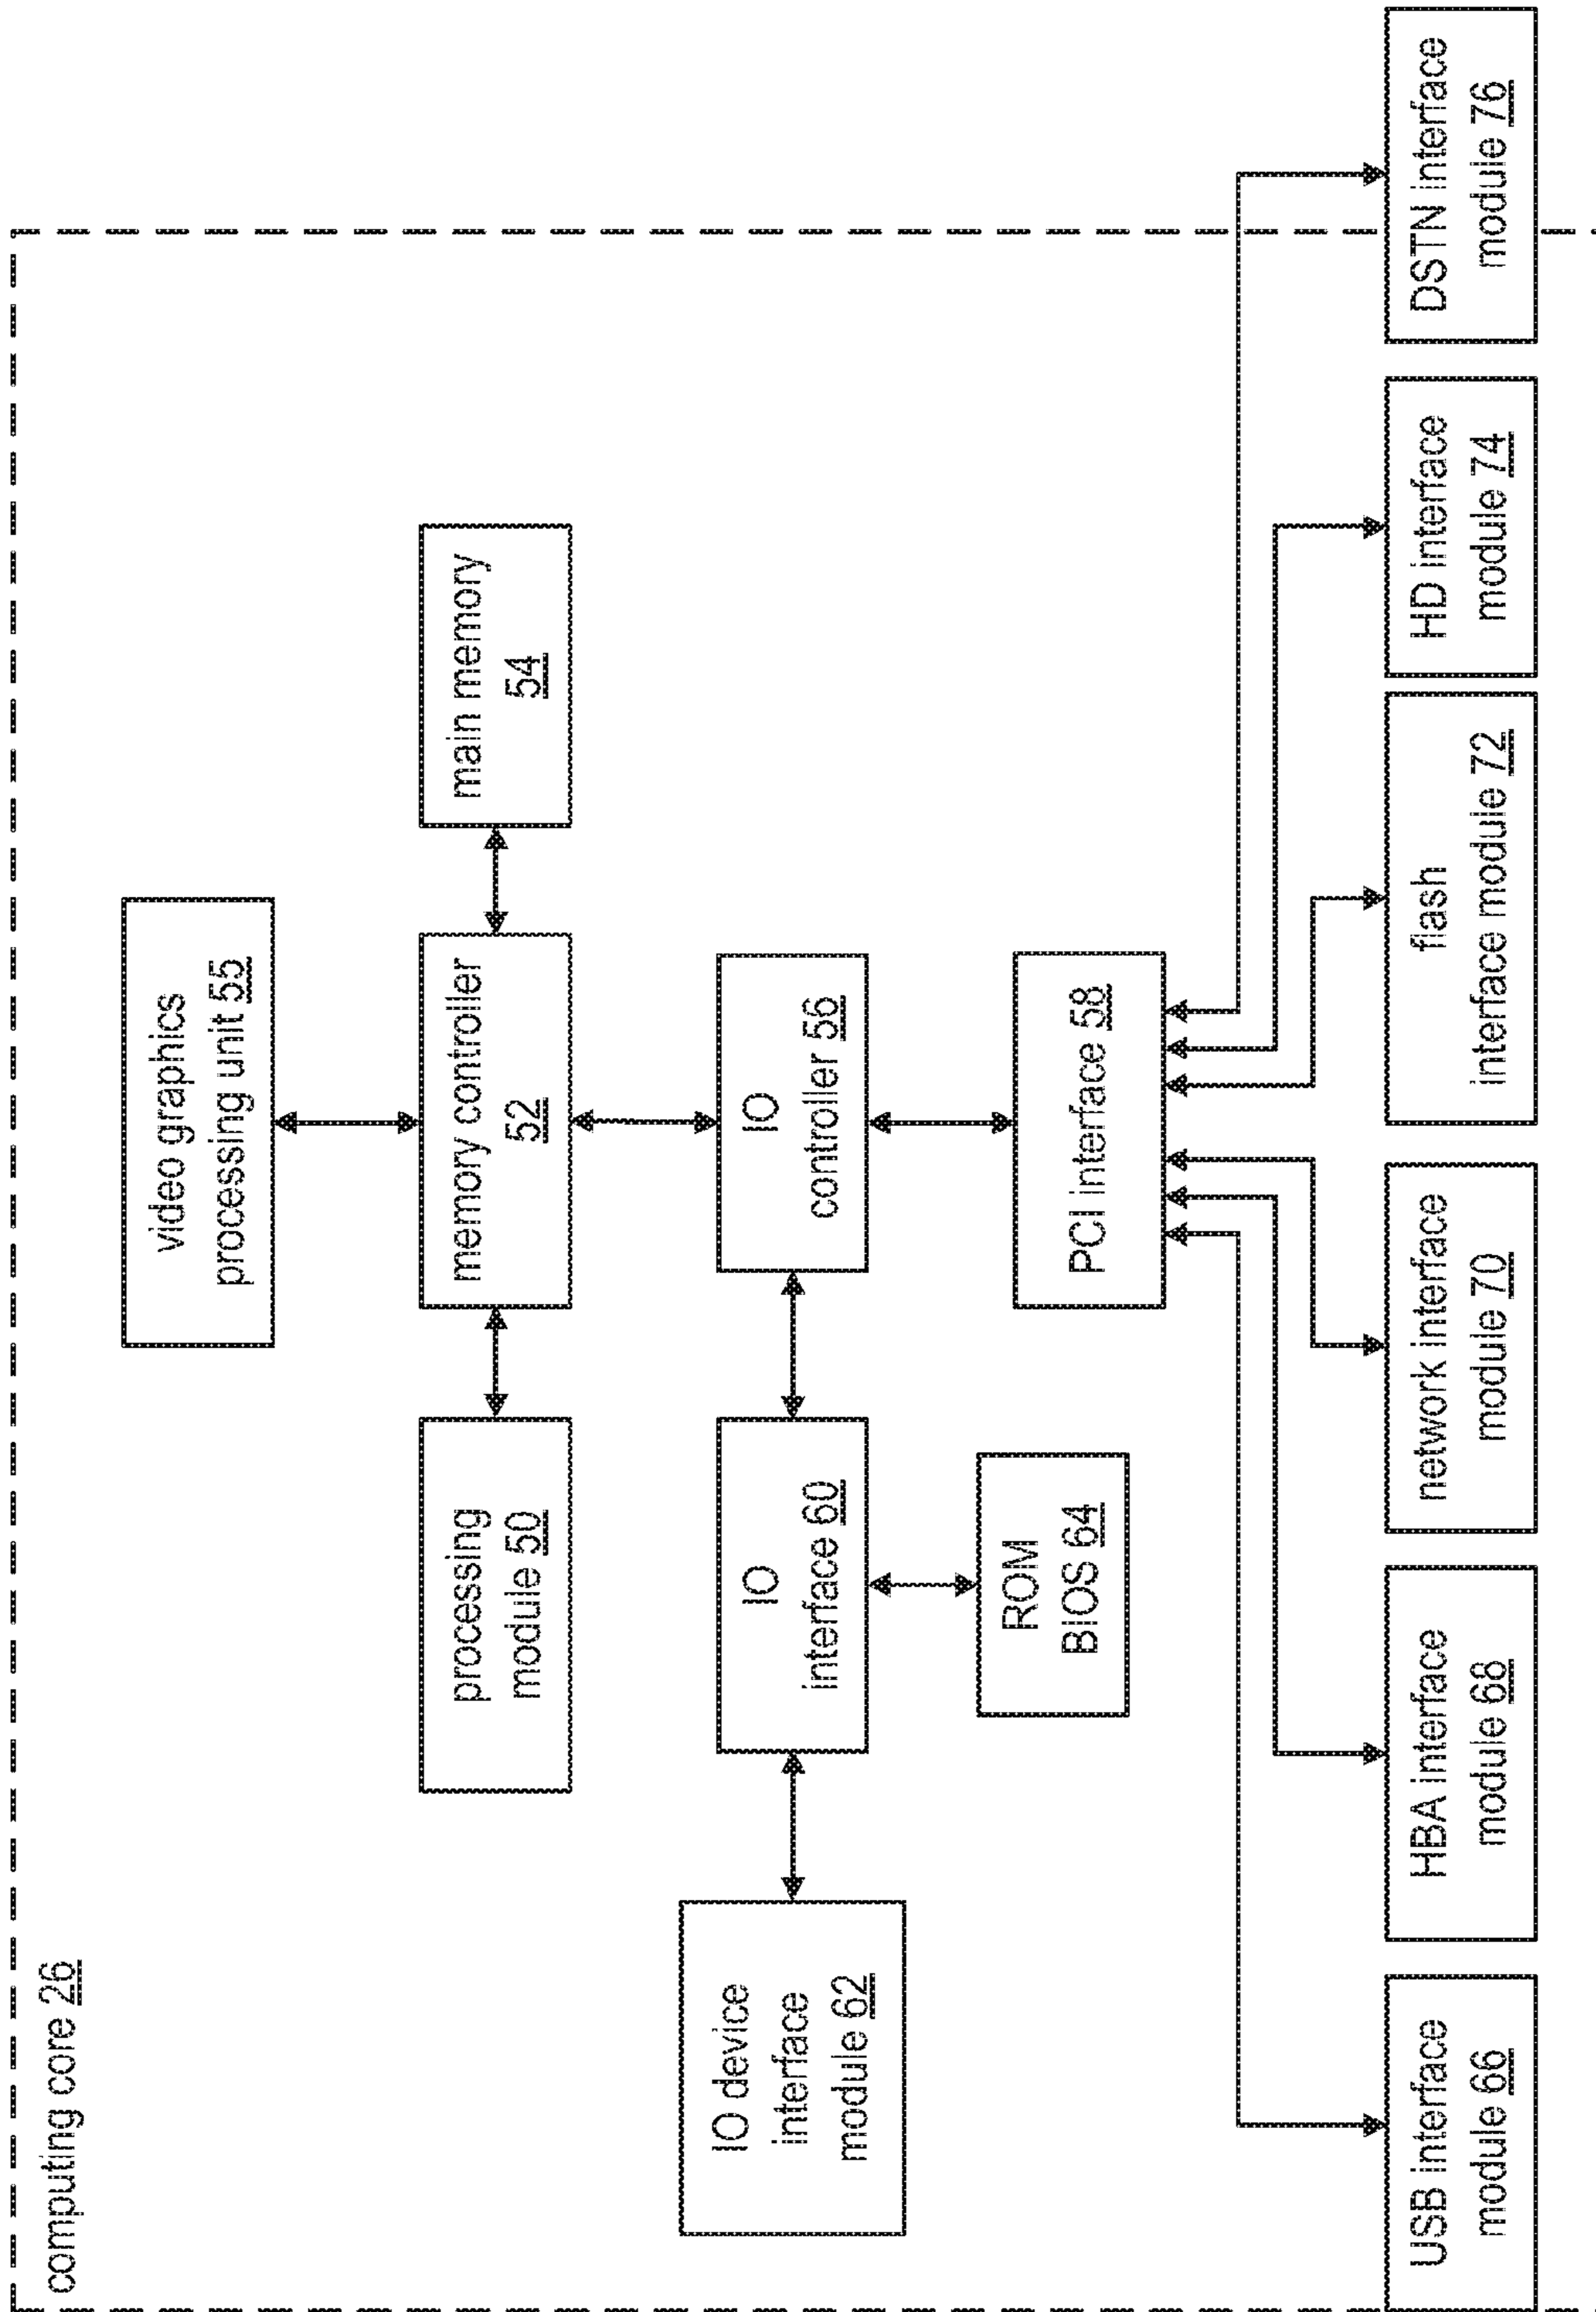 computing core 26
video graphics
processing unit 55
processing
module 50
memory controller
52
main memory
54
IO device
interface
module 62
IO
interface 60
IO
controller 56
ROM
BIOS 64
PCI interface 58
USB interface
module 66
HBA interface
module 68
network interface
module 70
flash
interface module 72
HD interface
module 74
DSTN interface
module 76